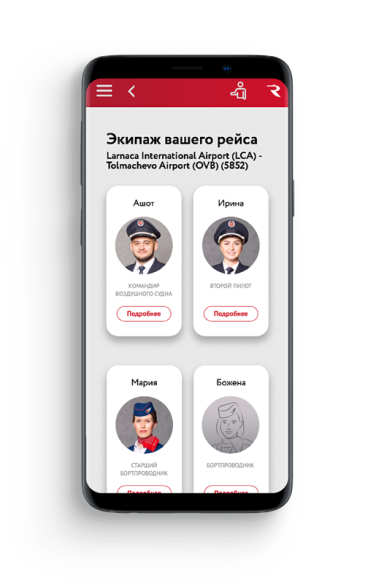 Экипаж вашего рейса
Larnaca International Airport (LCA) -
Tolmachevo Airport (OVB) (5852)
Ашот
КОМАНДИР
ВОЗДУШНОГО СУДНА
Подробнее
Ирина
ВТОРОЙ ПИЛОТ
Подробнее
Мария
СТАРШИЙ
БОРТПРОВОДНИК
Подробнее
Божена
БОРТПРОВОДНИК
Подробнее